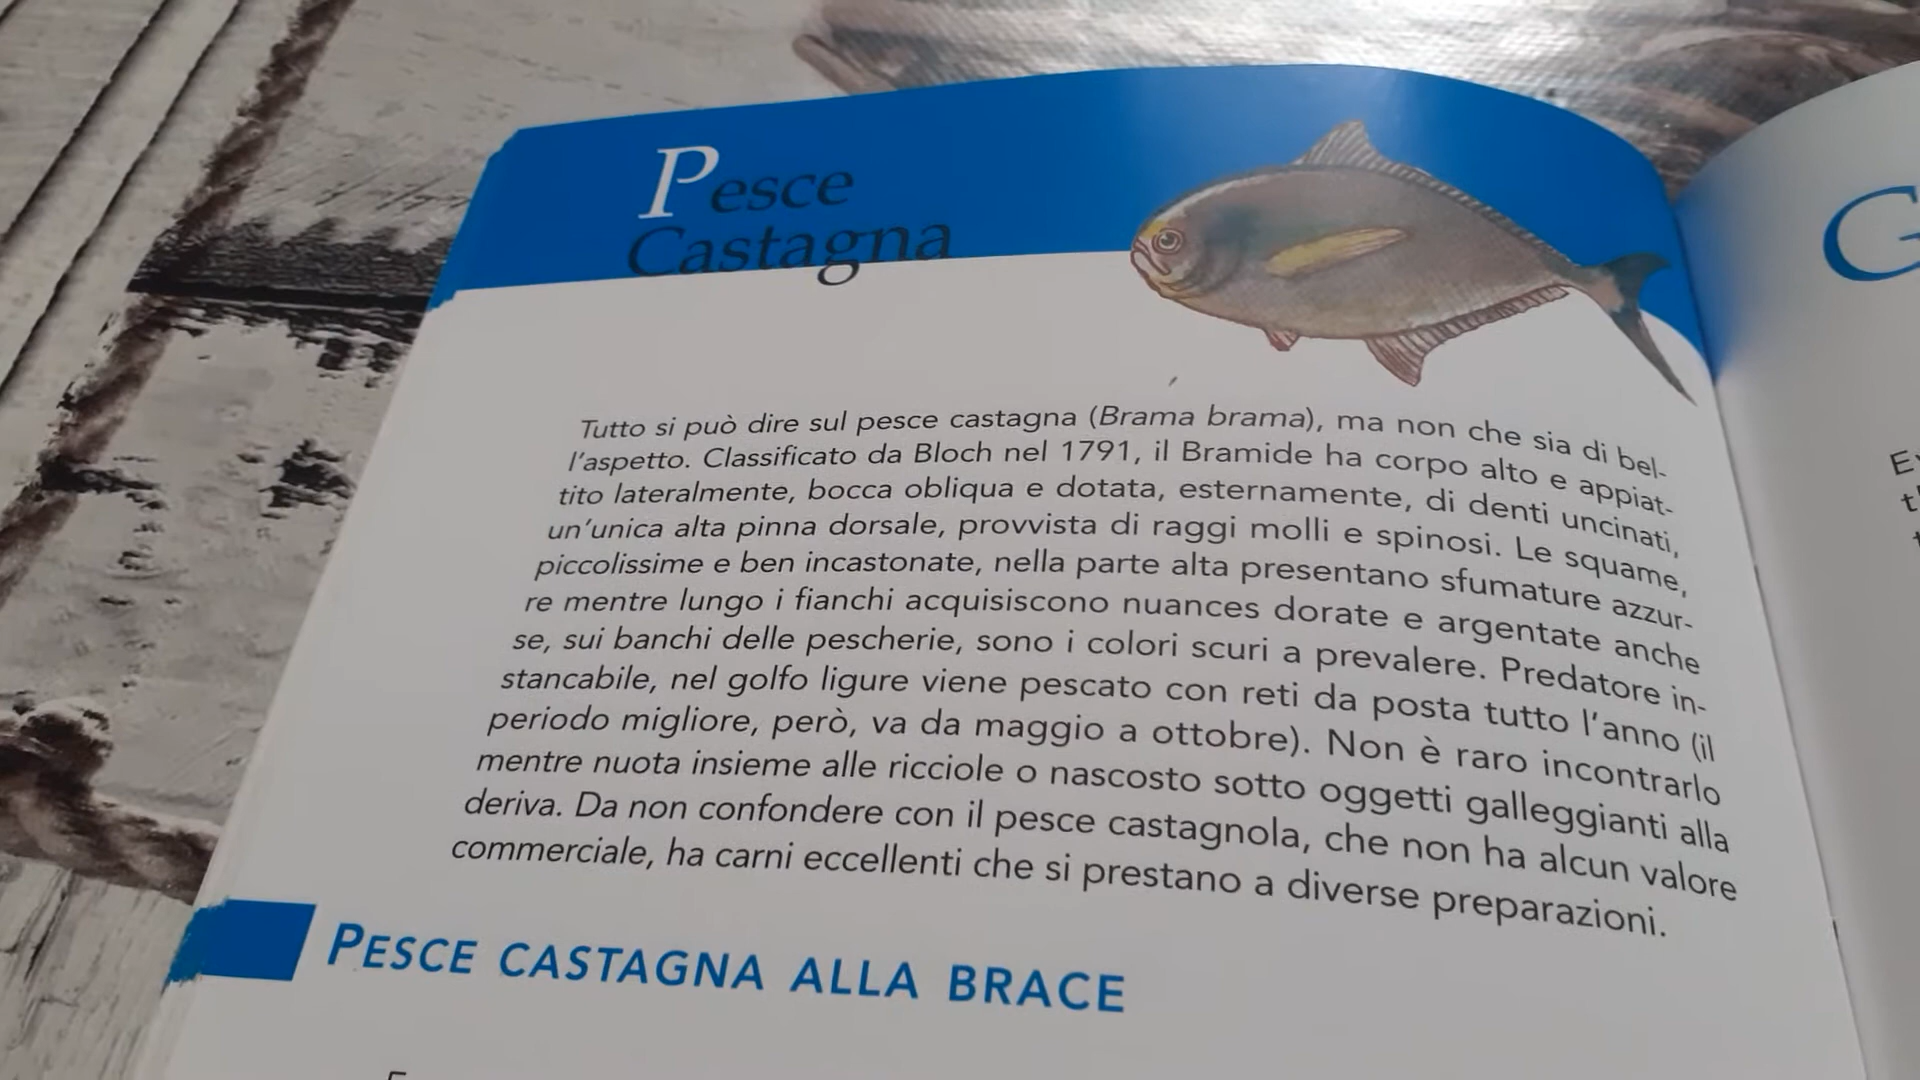 Pesce
Castagna
Tutto si può dire sul pesce castagna (Brama brama), ma non che sia di bel-
l'aspetto. Classificato da Bloch nel 1791, il Bramide ha corpo alto e appiat-
tito lateralmente, bocca obliqua e dotata, esternamente, di denti uncinati,
un'unica alta pinna dorsale, provvista di raggi molli e spinosi. Le squame,
piccolissime e ben incastonate, nella parte alta presentano sfumature azzur-
re mentre lungo i fianchi acquisiscono nuances dorate e argentate anche
se, sui banchi delle pescherie, sono i colori scuri a prevalere. Predatore in-
stancabile, nel golfo ligure viene pescato con reti da posta tutto l'anno (il
periodo migliore, però, va da maggio a ottobre). Non è raro incontrarlo
mentre nuota insieme alle ricciole o nascosto sotto oggetti galleggianti alla
deriva. Da non confondere con il pesce castagnola, che non ha alcun valore
commerciale, ha carni eccellenti che si prestano a diverse preparazioni.
PESCE CASTAGNA ALLA BRACE